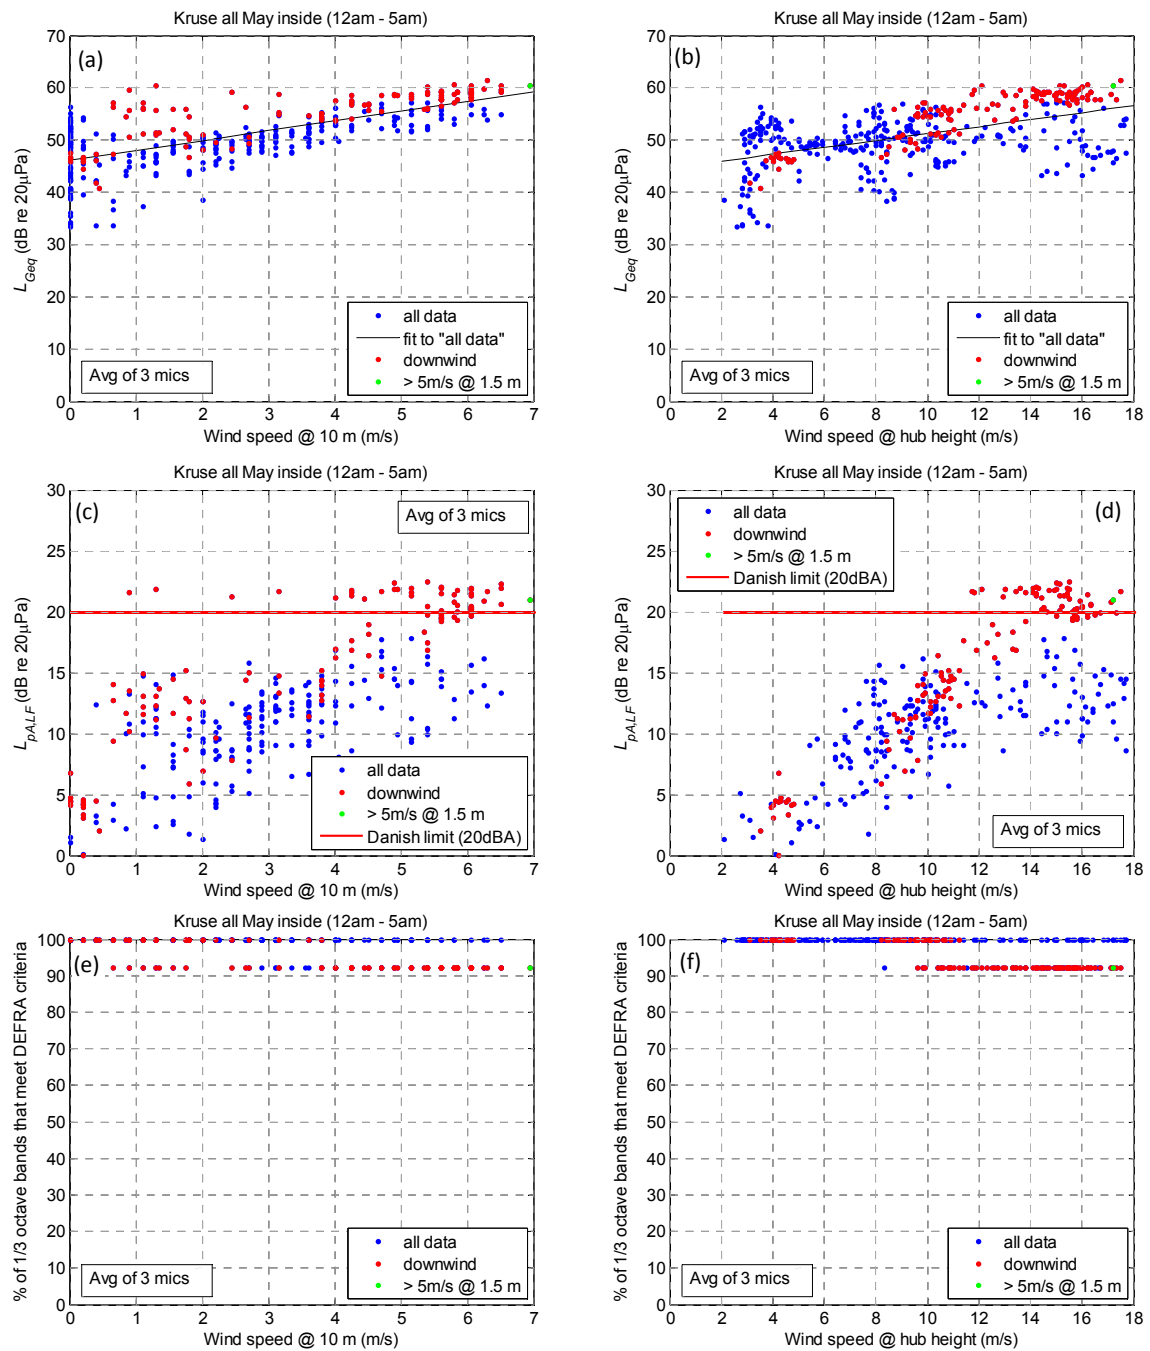 Kruse all May inside (12am - 5am)
(a)
L_Geq (dB re 20µPa)
70
60
50
40
30
20
10
0
all data
fit to "all data"
downwind
> 5m/s @ 1.5 m
Avg of 3 mics
0 1 2 3 4 5 6 7
Wind speed @ 10 m (m/s)
Kruse all May inside (12am - 5am)
(b)
L_Geq (dB re 20µPa)
70
60
50
40
30
20
10
0
all data
fit to "all data"
downwind
> 5m/s @ 1.5 m
Avg of 3 mics
0 2 4 6 8 10 12 14 16 18
Wind speed @ hub height (m/s)
Kruse all May inside (12am - 5am)
(c)
Avg of 3 mics
L_pA,LF (dB re 20µPa)
30
25
20
15
10
5
0
all data
downwind
> 5m/s @ 1.5 m
Danish limit (20dBA)
0 1 2 3 4 5 6 7
Wind speed @ 10 m (m/s)
Kruse all May inside (12am - 5am)
(d)
all data
downwind
> 5m/s @ 1.5 m
Danish limit (20dBA)
L_pA,LF (dB re 20µPa)
30
25
20
15
10
5
0
Avg of 3 mics
0 2 4 6 8 10 12 14 16 18
Wind speed @ hub height (m/s)
Kruse all May inside (12am - 5am)
(e)
% of 1/3 octave bands that meet DEFRA criteria
100
90
80
70
60
50
40
30
20
10
0
all data
downwind
> 5m/s @ 1.5 m
Avg of 3 mics
0 1 2 3 4 5 6 7
Wind speed @ 10 m (m/s)
Kruse all May inside (12am - 5am)
(f)
% of 1/3 octave bands that meet DEFRA criteria
100
90
80
70
60
50
40
30
20
10
0
all data
downwind
> 5m/s @ 1.5 m
Avg of 3 mics
0 2 4 6 8 10 12 14 16 18
Wind speed @ hub height (m/s)